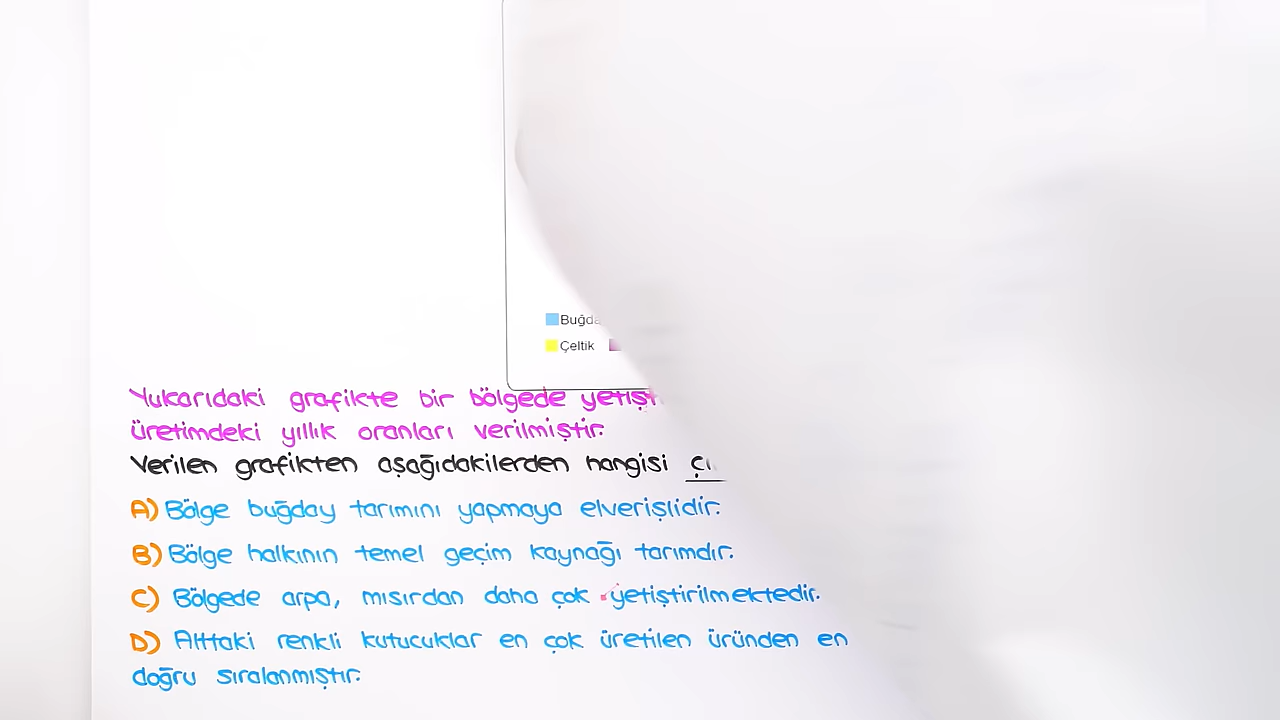 Çeltik
Yukarıdaki grafikte bir bölgede
üretimdeki yıllık oranları verilmiştir.
Verilen grafikten aşağıdakilerden hangisi
A) Bölge buğday tarımını yapmaya elverişlidir.
B) Bölge halkının temel geçim kaynağı tarımdır.
C) Bölgede arpa, mısırdan daha çok yetiştirilmektedir.
D) Alttaki renkli kutucuklar en çok üretilen üründen en
doğru sıralanmıştır.